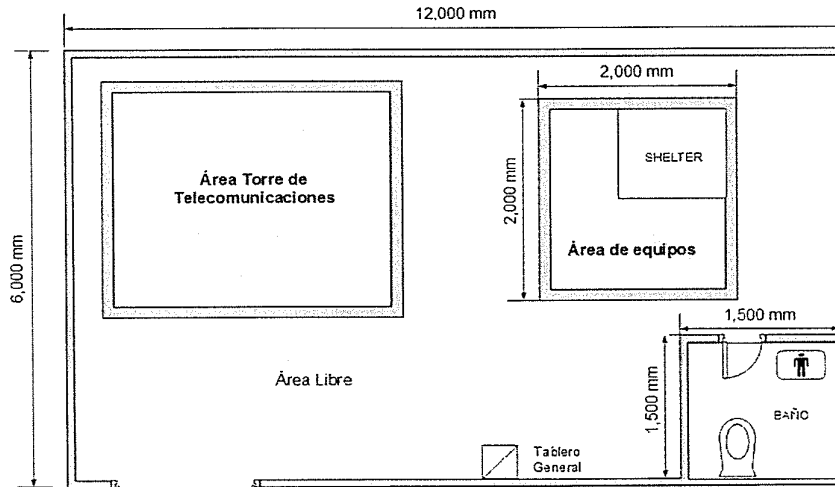 12,000 mm
2,000 mm
SHELTER
Área Torre de
Telecomunicaciones
2,000 mm
6,000 mm
Área de equipos
1,500 mm
1,500 mm
Área Libre
BAÑO
Tablero
General